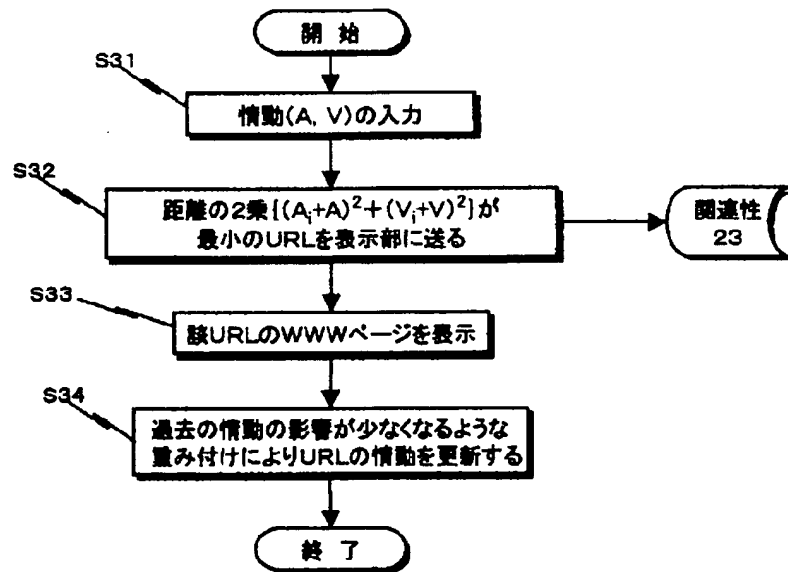 開 始
S31
情動(A, V)の入力
S32
距離の2乗{(Aᵢ+A)²+(Vᵢ+V)²}が
最小のURLを表示部に送る
関連性
23
S33
該URLのWWWページを表示
S34
過去の情動の影響が少なくなるような
重み付けによりURLの情動を更新する
終 了